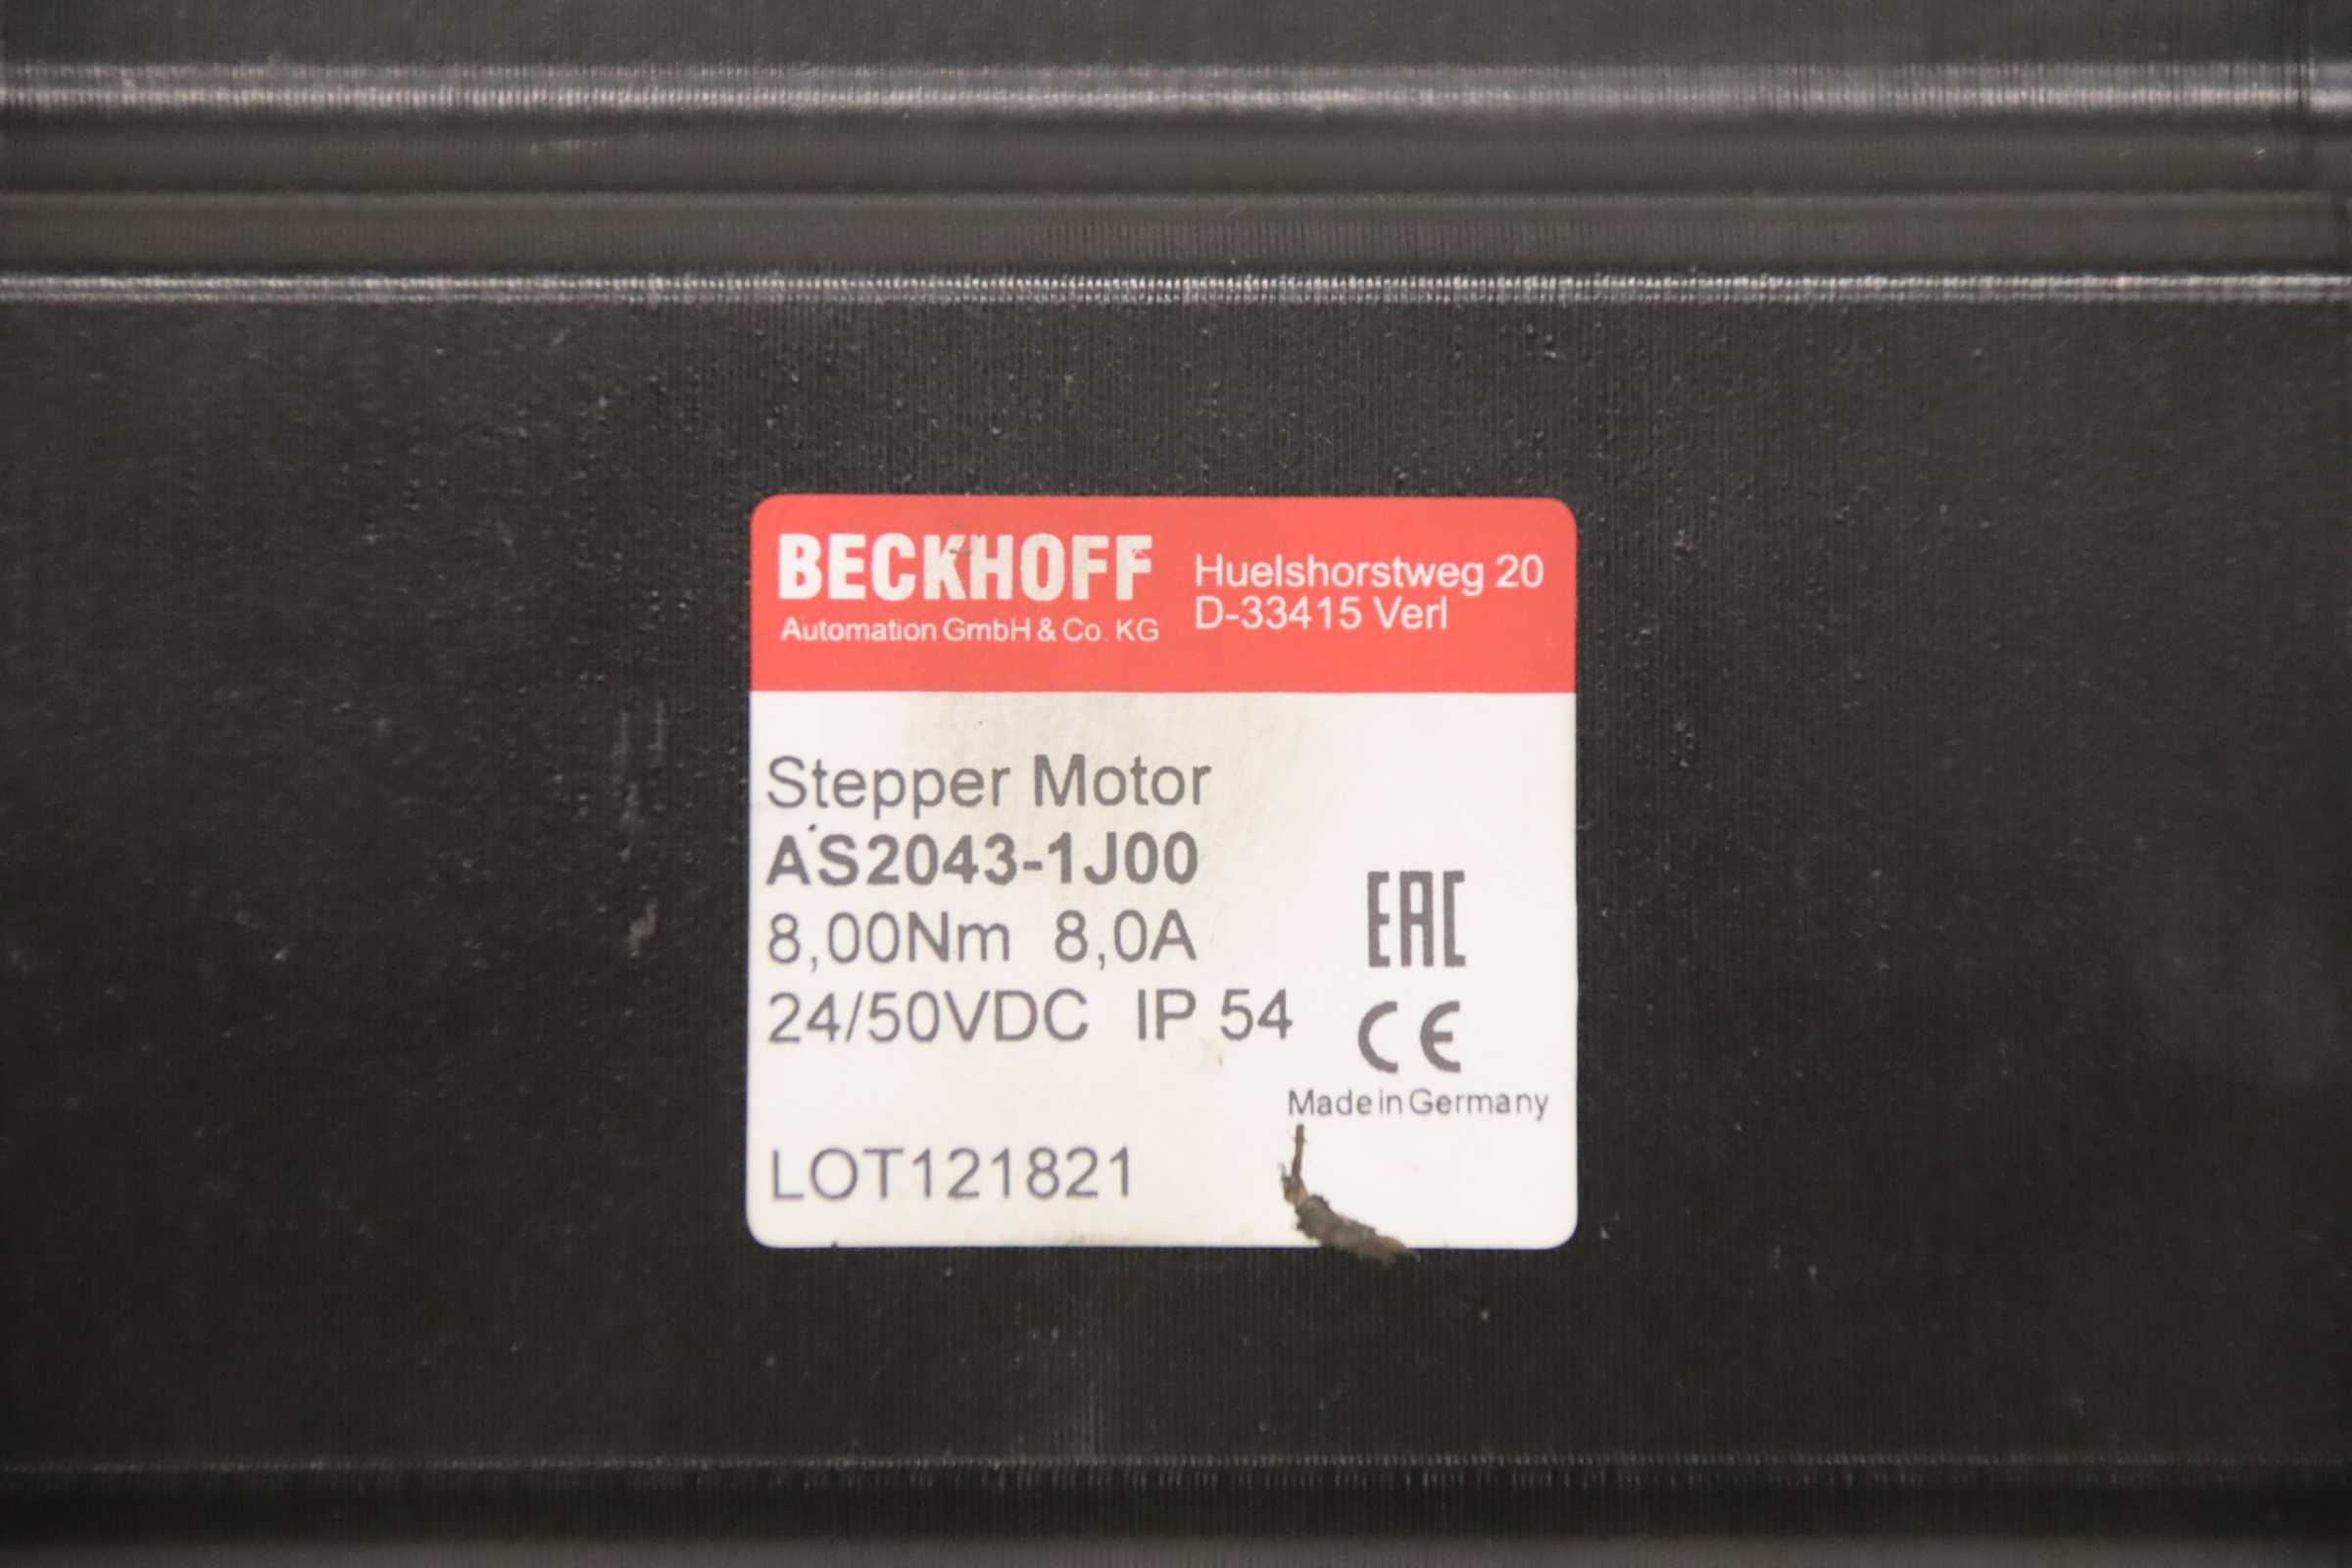 BECKHOFF
Automation GmbH & Co. KG
Huelshorstweg 20
D-33415 Verl
Stepper Motor
AS2043-1J00
8,00Nm 8,0A
24/50VDC IP 54
EAC
CE
Made in Germany
LOT121821